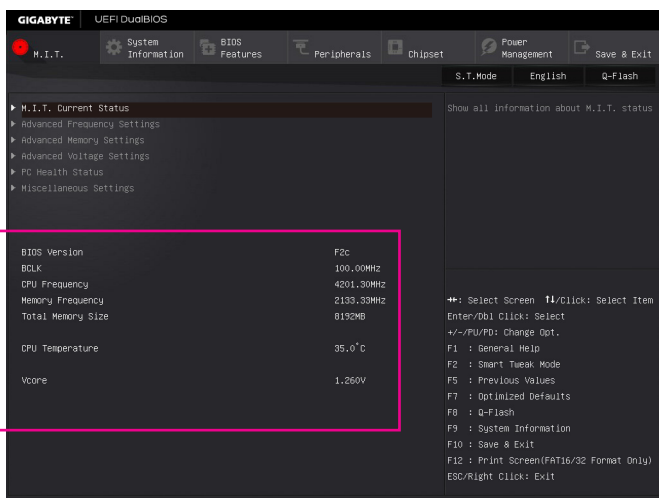 GIGABYTE™ UEFI DualBIOS
M.I.T. System Information BIOS Features Peripherals Chipset Power Management Save & Exit
S.T.Mode English Q-Flash
M.I.T. Current Status
Show all information about M.I.T. status
Advanced Frequency Settings
Advanced Memory Settings
Advanced Voltage Settings
PC Health Status
Miscellaneous Settings
BIOS Version F2c
BCLK 100.00MHz
CPU Frequency 4201.30MHz
Memory Frequency 2133.33MHz
Total Memory Size 8192MB
CPU Temperature 35.0°C
Vcore 1.260V
→←: Select Screen ↑↓/Click: Select Item
Enter/Dbl Click: Select
+/-/PU/PD: Change Opt.
F1 : General Help
F2 : Smart Tweak Mode
F5 : Previous Values
F7 : Optimized Defaults
F8 : Q-Flash
F9 : System Information
F10 : Save & Exit
F12 : Print Screen(FAT16/32 Format Only)
ESC/Right Click: Exit